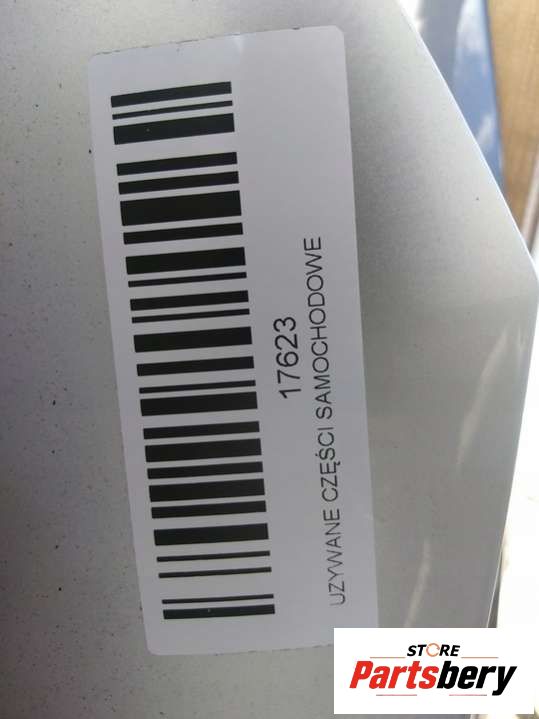 17623
UZYWANE CZĘŚCI SAMOCHODOWE
STORE
Partsbery